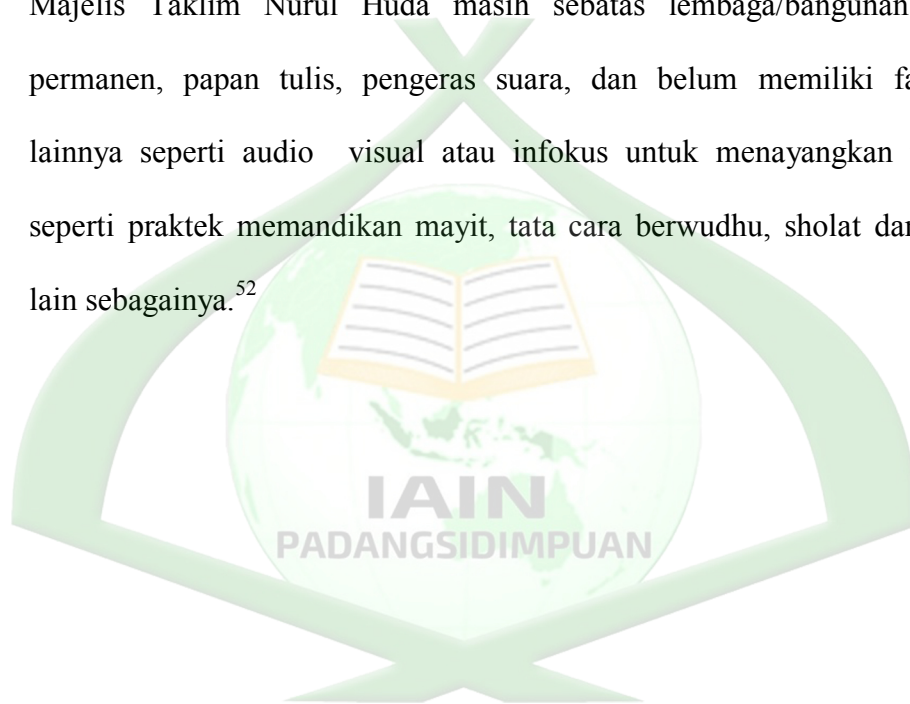 Majelis Taklim Nurul Huda masih sebatas lembaga/bangunan
permanen, papan tulis, pengeras suara, dan belum memiliki
lainnya seperti audio visual atau infokus untuk menayangkan
seperti praktek memandikan mayit, tata cara berwudhu, sholat
lain sebagainya.⁵²
IAIN
PADANGSIDIMPUAN